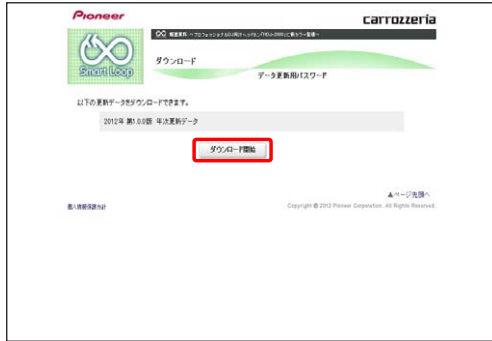 Pioneer
carrozzeria
Smart Loop
ダウンロード
データ更新用パスワード
以下の更新データをダウンロードできます。
2012年 第1.0.0版 年次更新データ
ダウンロード開始
▲ページ先頭へ
個人情報保護方針
Copyright © 2012 Pioneer Corporation. All Rights Reserved.